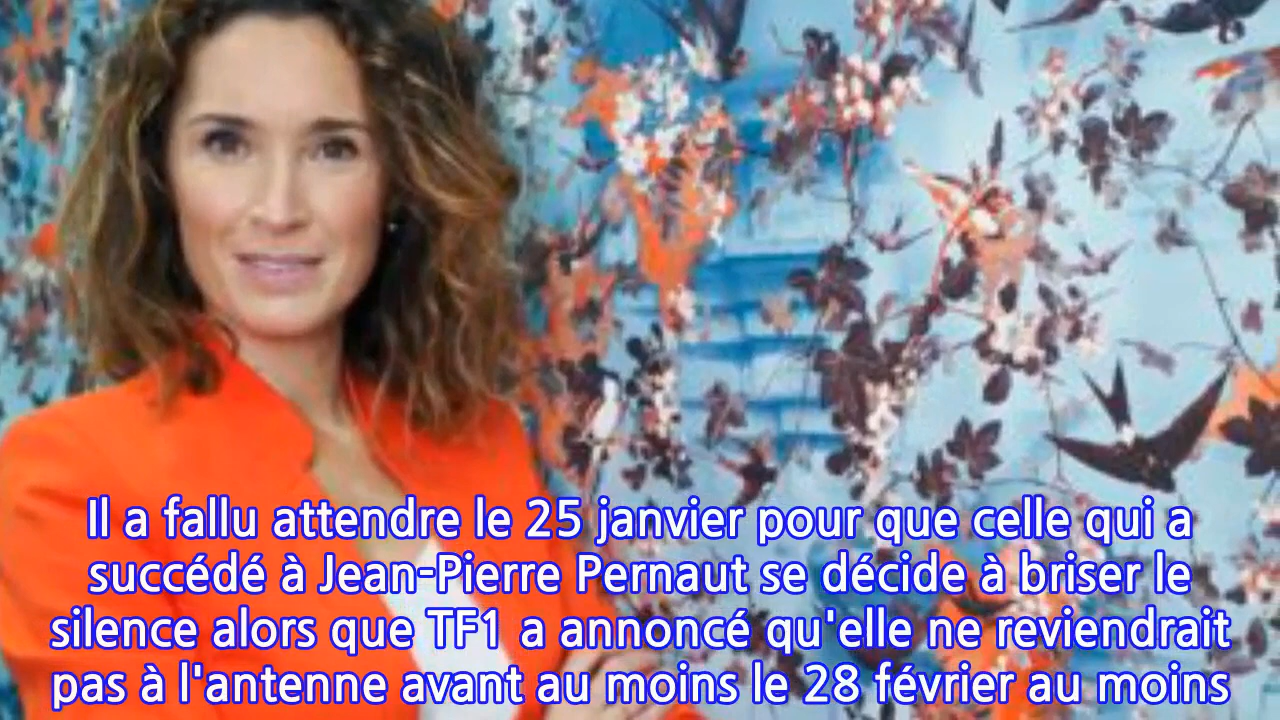 Il a fallu attendre le 25 janvier pour que celle qui a
succédé à Jean-Pierre Pernaut se décide à briser le
silence alors que TF1 a annoncé qu'elle ne reviendrait
pas à l'antenne avant au moins le 28 février au moins